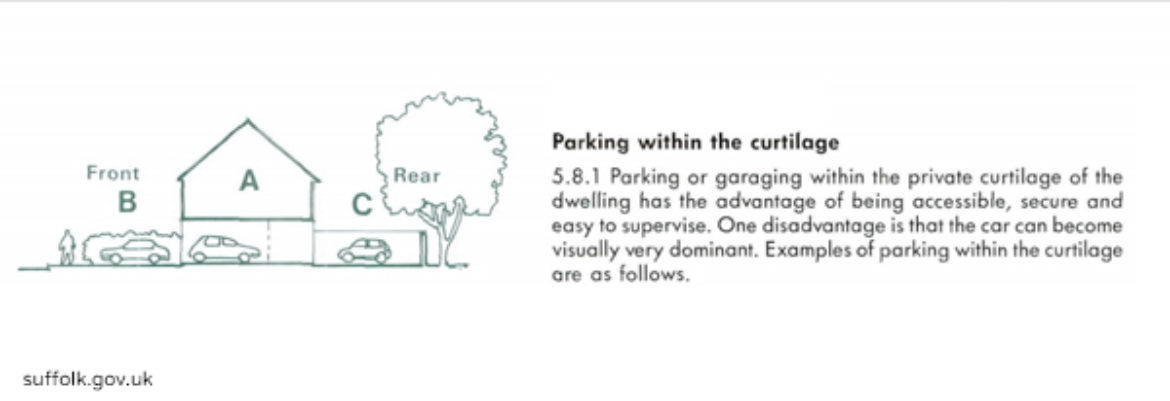 Front
B
A
C
Rear
Parking within the curtilage
5.8.1 Parking or garaging within the private curtilage of the
dwelling has the advantage of being accessible, secure and
easy to supervise. One disadvantage is that the car can become
visually very dominant. Examples of parking within the curtilage
are as follows.
suffolk.gov.uk